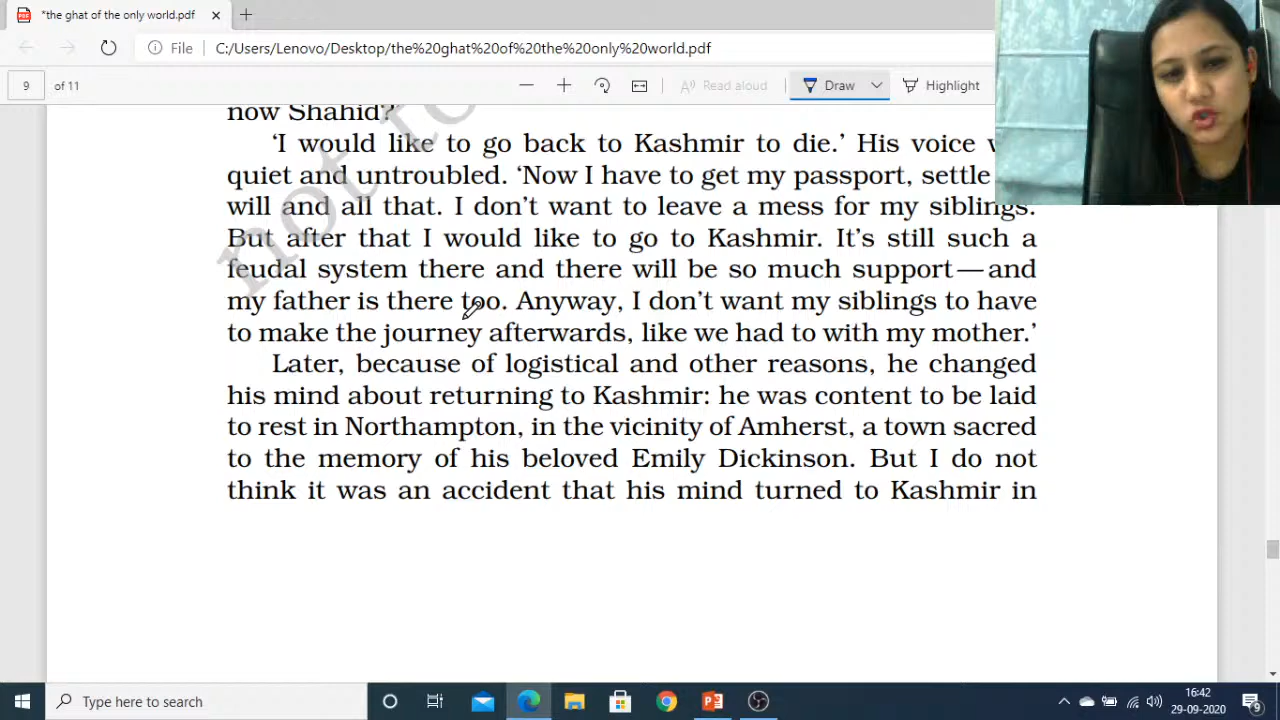 *the ghat of the only world.pdf
File C:/Users/Lenovo/Desktop/the%20ghat%20of%20the%20only%20world.pdf
9 of 11 Read aloud Draw Highlight
now Shahid?'
'I would like to go back to Kashmir to die.' His voice
quiet and untroubled. 'Now I have to get my passport, settle
will and all that. I don't want to leave a mess for my siblings.
But after that I would like to go to Kashmir. It's still such a
feudal system there and there will be so much support—and
my father is there too. Anyway, I don't want my siblings to have
to make the journey afterwards, like we had to with my mother.'
Later, because of logistical and other reasons, he changed
his mind about returning to Kashmir: he was content to be laid
to rest in Northampton, in the vicinity of Amherst, a town sacred
to the memory of his beloved Emily Dickinson. But I do not
think it was an accident that his mind turned to Kashmir in
not to
Type here to search
16:42
29-09-2020
9